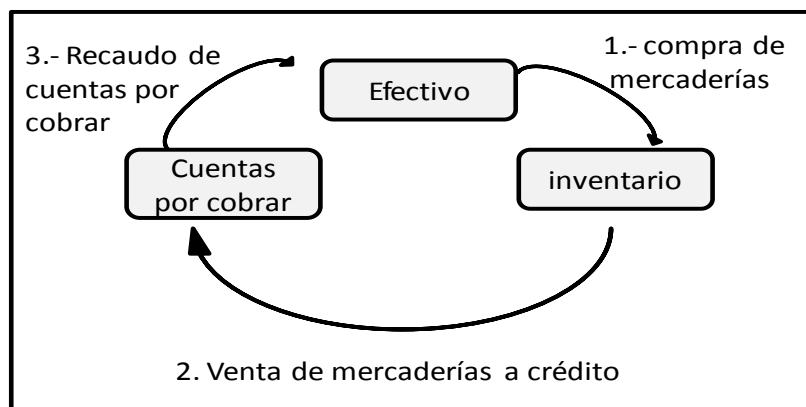 3.- Recaudo de
cuentas por
cobrar
1.- compra de
mercaderías
Efectivo
Cuentas
por cobrar
inventario
2. Venta de mercaderías a crédito